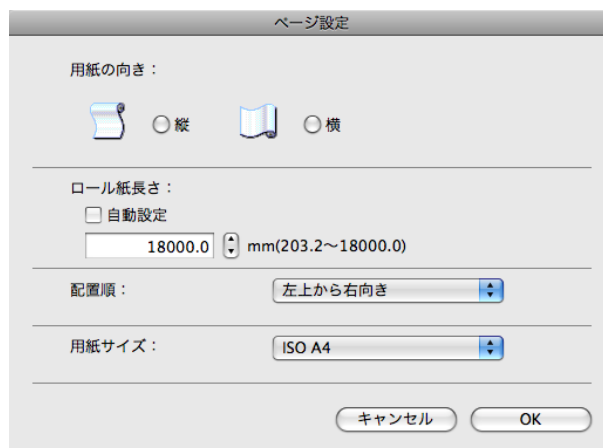 ページ設定
用紙の向き：
縦 横
ロール紙長さ：
自動設定
18000.0 mm(203.2〜18000.0)
配置順： 左上から右向き
用紙サイズ： ISO A4
キャンセル OK